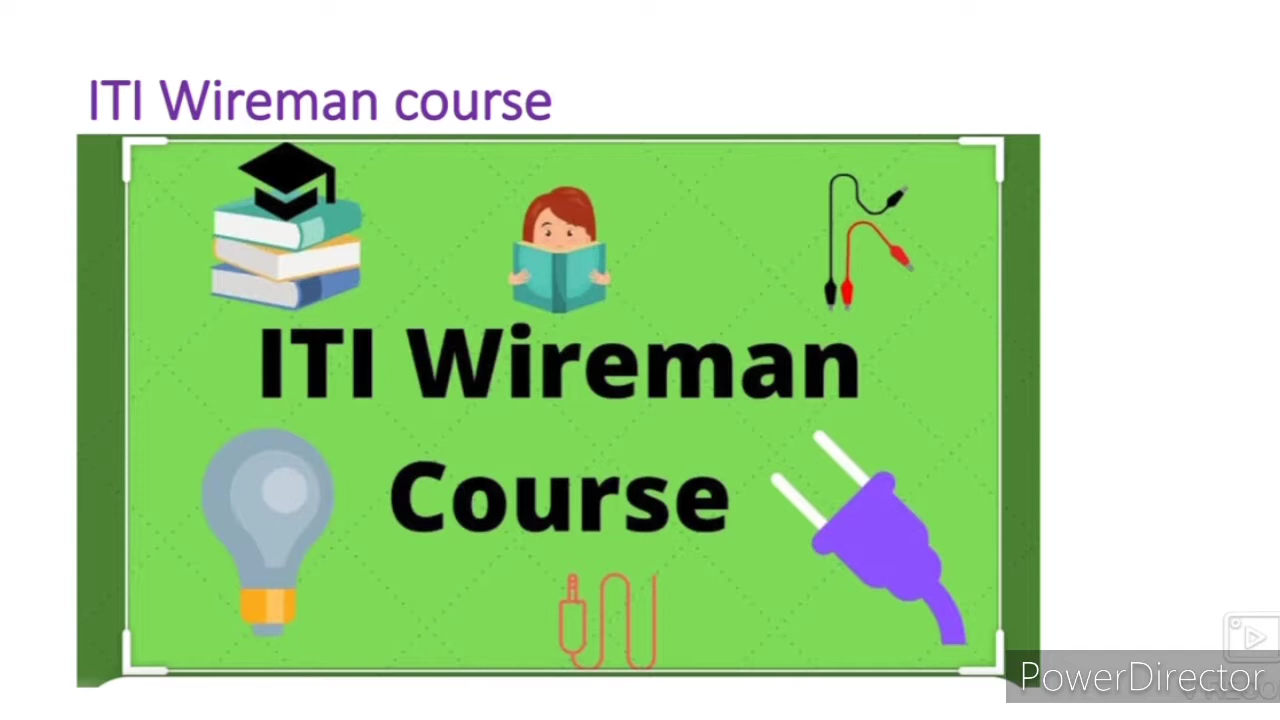 ITI Wireman course
ITI Wireman
Course
PowerDirector